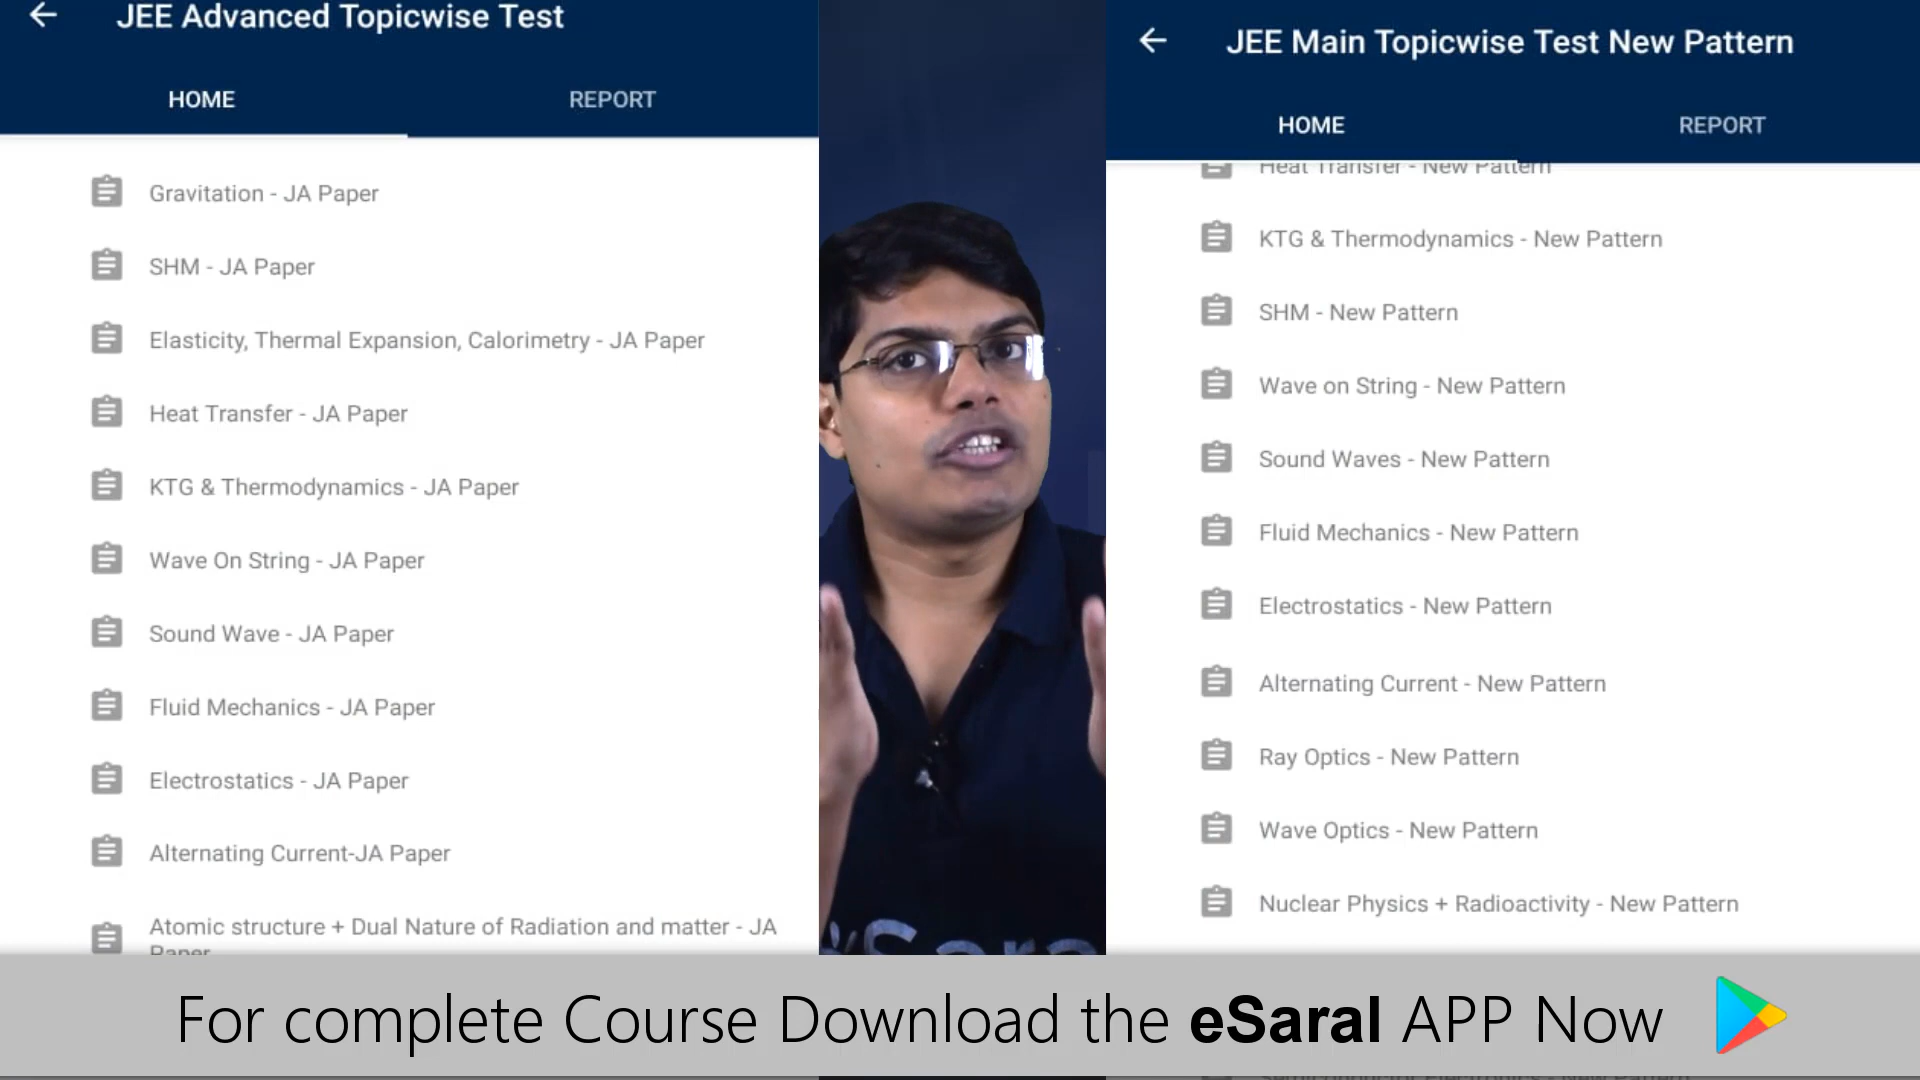 JEE Advanced Topicwise Test
HOME
REPORT
Gravitation - JA Paper
SHM - JA Paper
Elasticity, Thermal Expansion, Calorimetry - JA Paper
Heat Transfer - JA Paper
KTG & Thermodynamics - JA Paper
Wave On String - JA Paper
Sound Wave - JA Paper
Fluid Mechanics - JA Paper
Electrostatics - JA Paper
Alternating Current-JA Paper
Atomic structure + Dual Nature of Radiation and matter - JA
Paper
JEE Main Topicwise Test New Pattern
HOME
REPORT
Heat Transfer - New Pattern
KTG & Thermodynamics - New Pattern
SHM - New Pattern
Wave on String - New Pattern
Sound Waves - New Pattern
Fluid Mechanics - New Pattern
Electrostatics - New Pattern
Alternating Current - New Pattern
Ray Optics - New Pattern
Wave Optics - New Pattern
Nuclear Physics + Radioactivity - New Pattern
For complete Course Download the eSaral APP Now